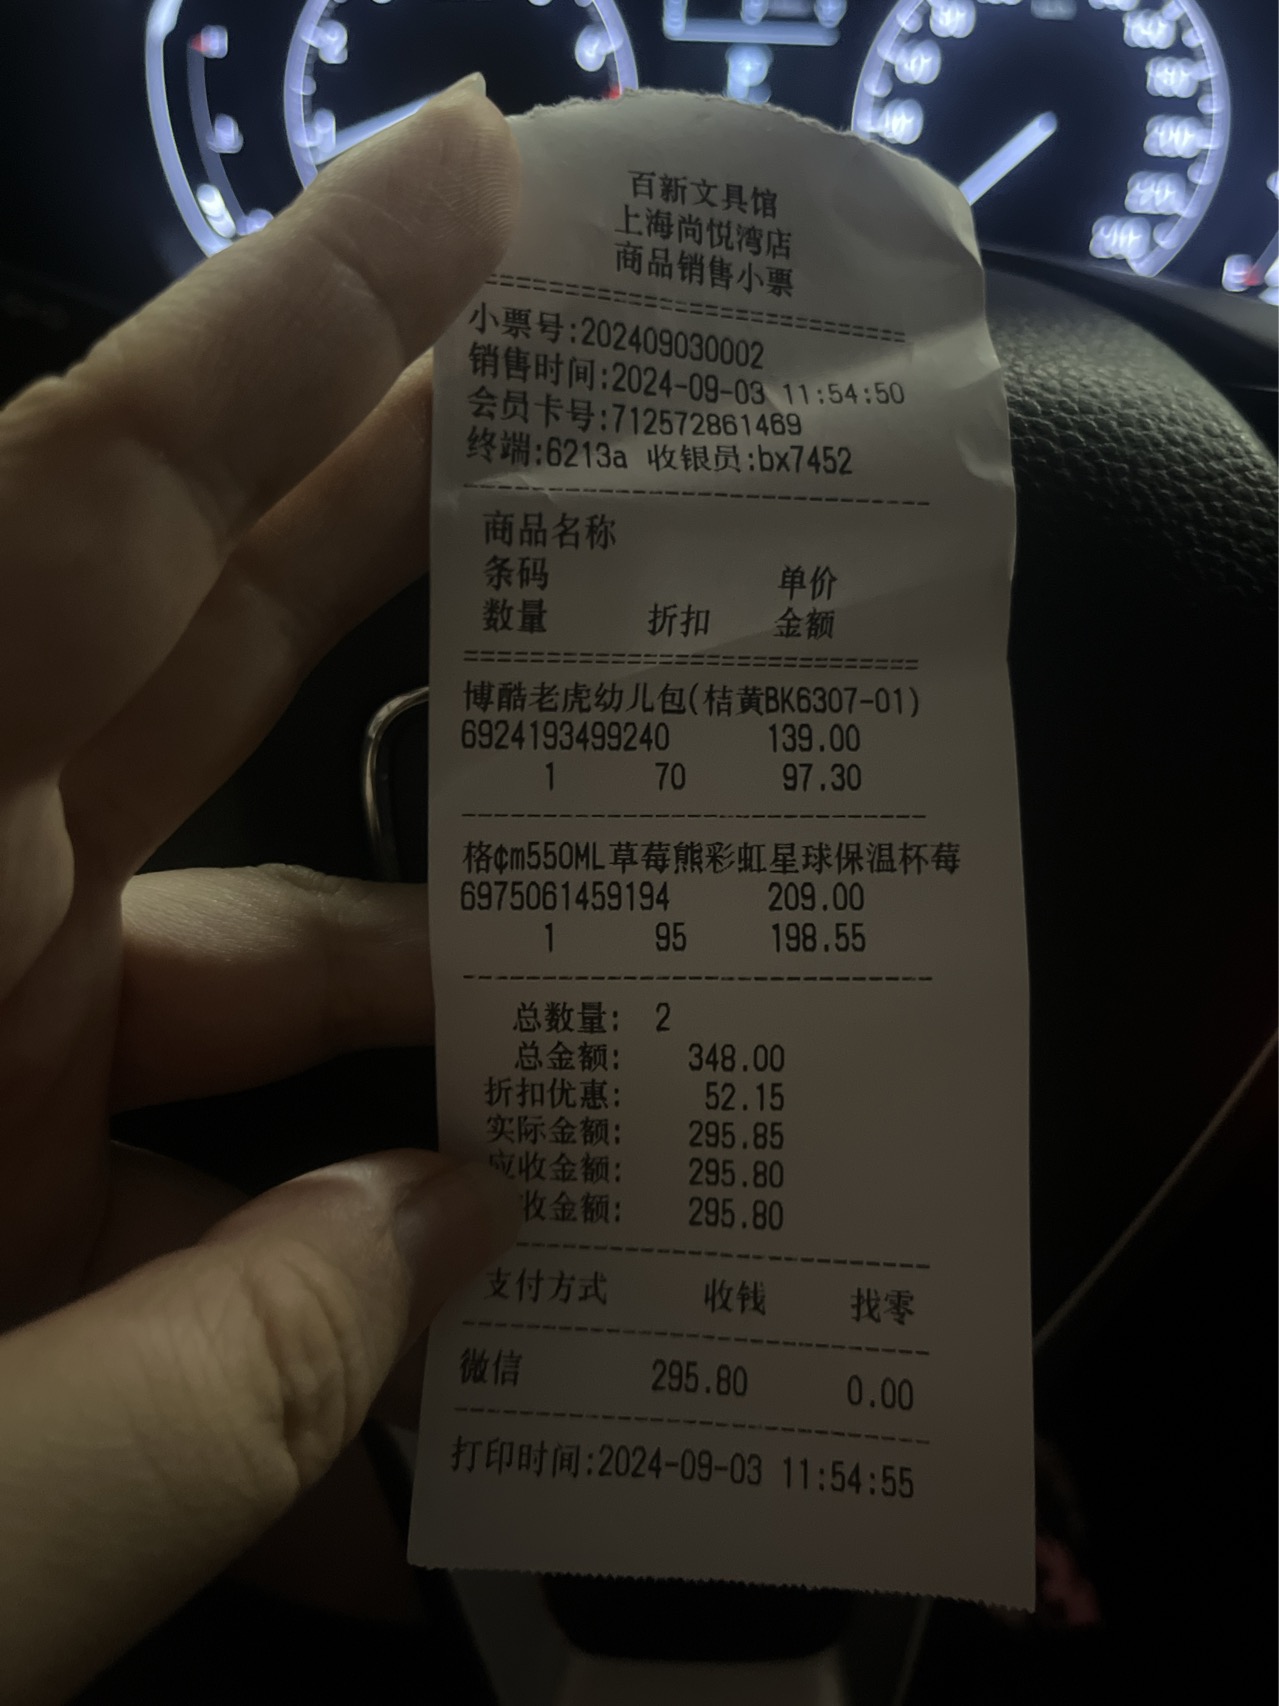 百新文具馆
上海尚悦湾店
商品销售小票
小票号:202409030002
销售时间:2024-09-03 11:54:50
会员卡号:712572861469
终端:6213a 收银员:bx7452
商品名称
条码 单价
数量 折扣 金额
博酷老虎幼儿包(桔黄BK6307-01)
6924193499240 139.00
1 70 97.30
格¢m550ML草莓熊彩虹星球保温杯莓
6975061459194 209.00
1 95 198.55
总数量: 2
总金额: 348.00
折扣优惠: 52.15
实际金额: 295.85
应收金额: 295.80
收金额: 295.80
支付方式 收钱 找零
微信 295.80 0.00
打印时间:2024-09-03 11:54:55